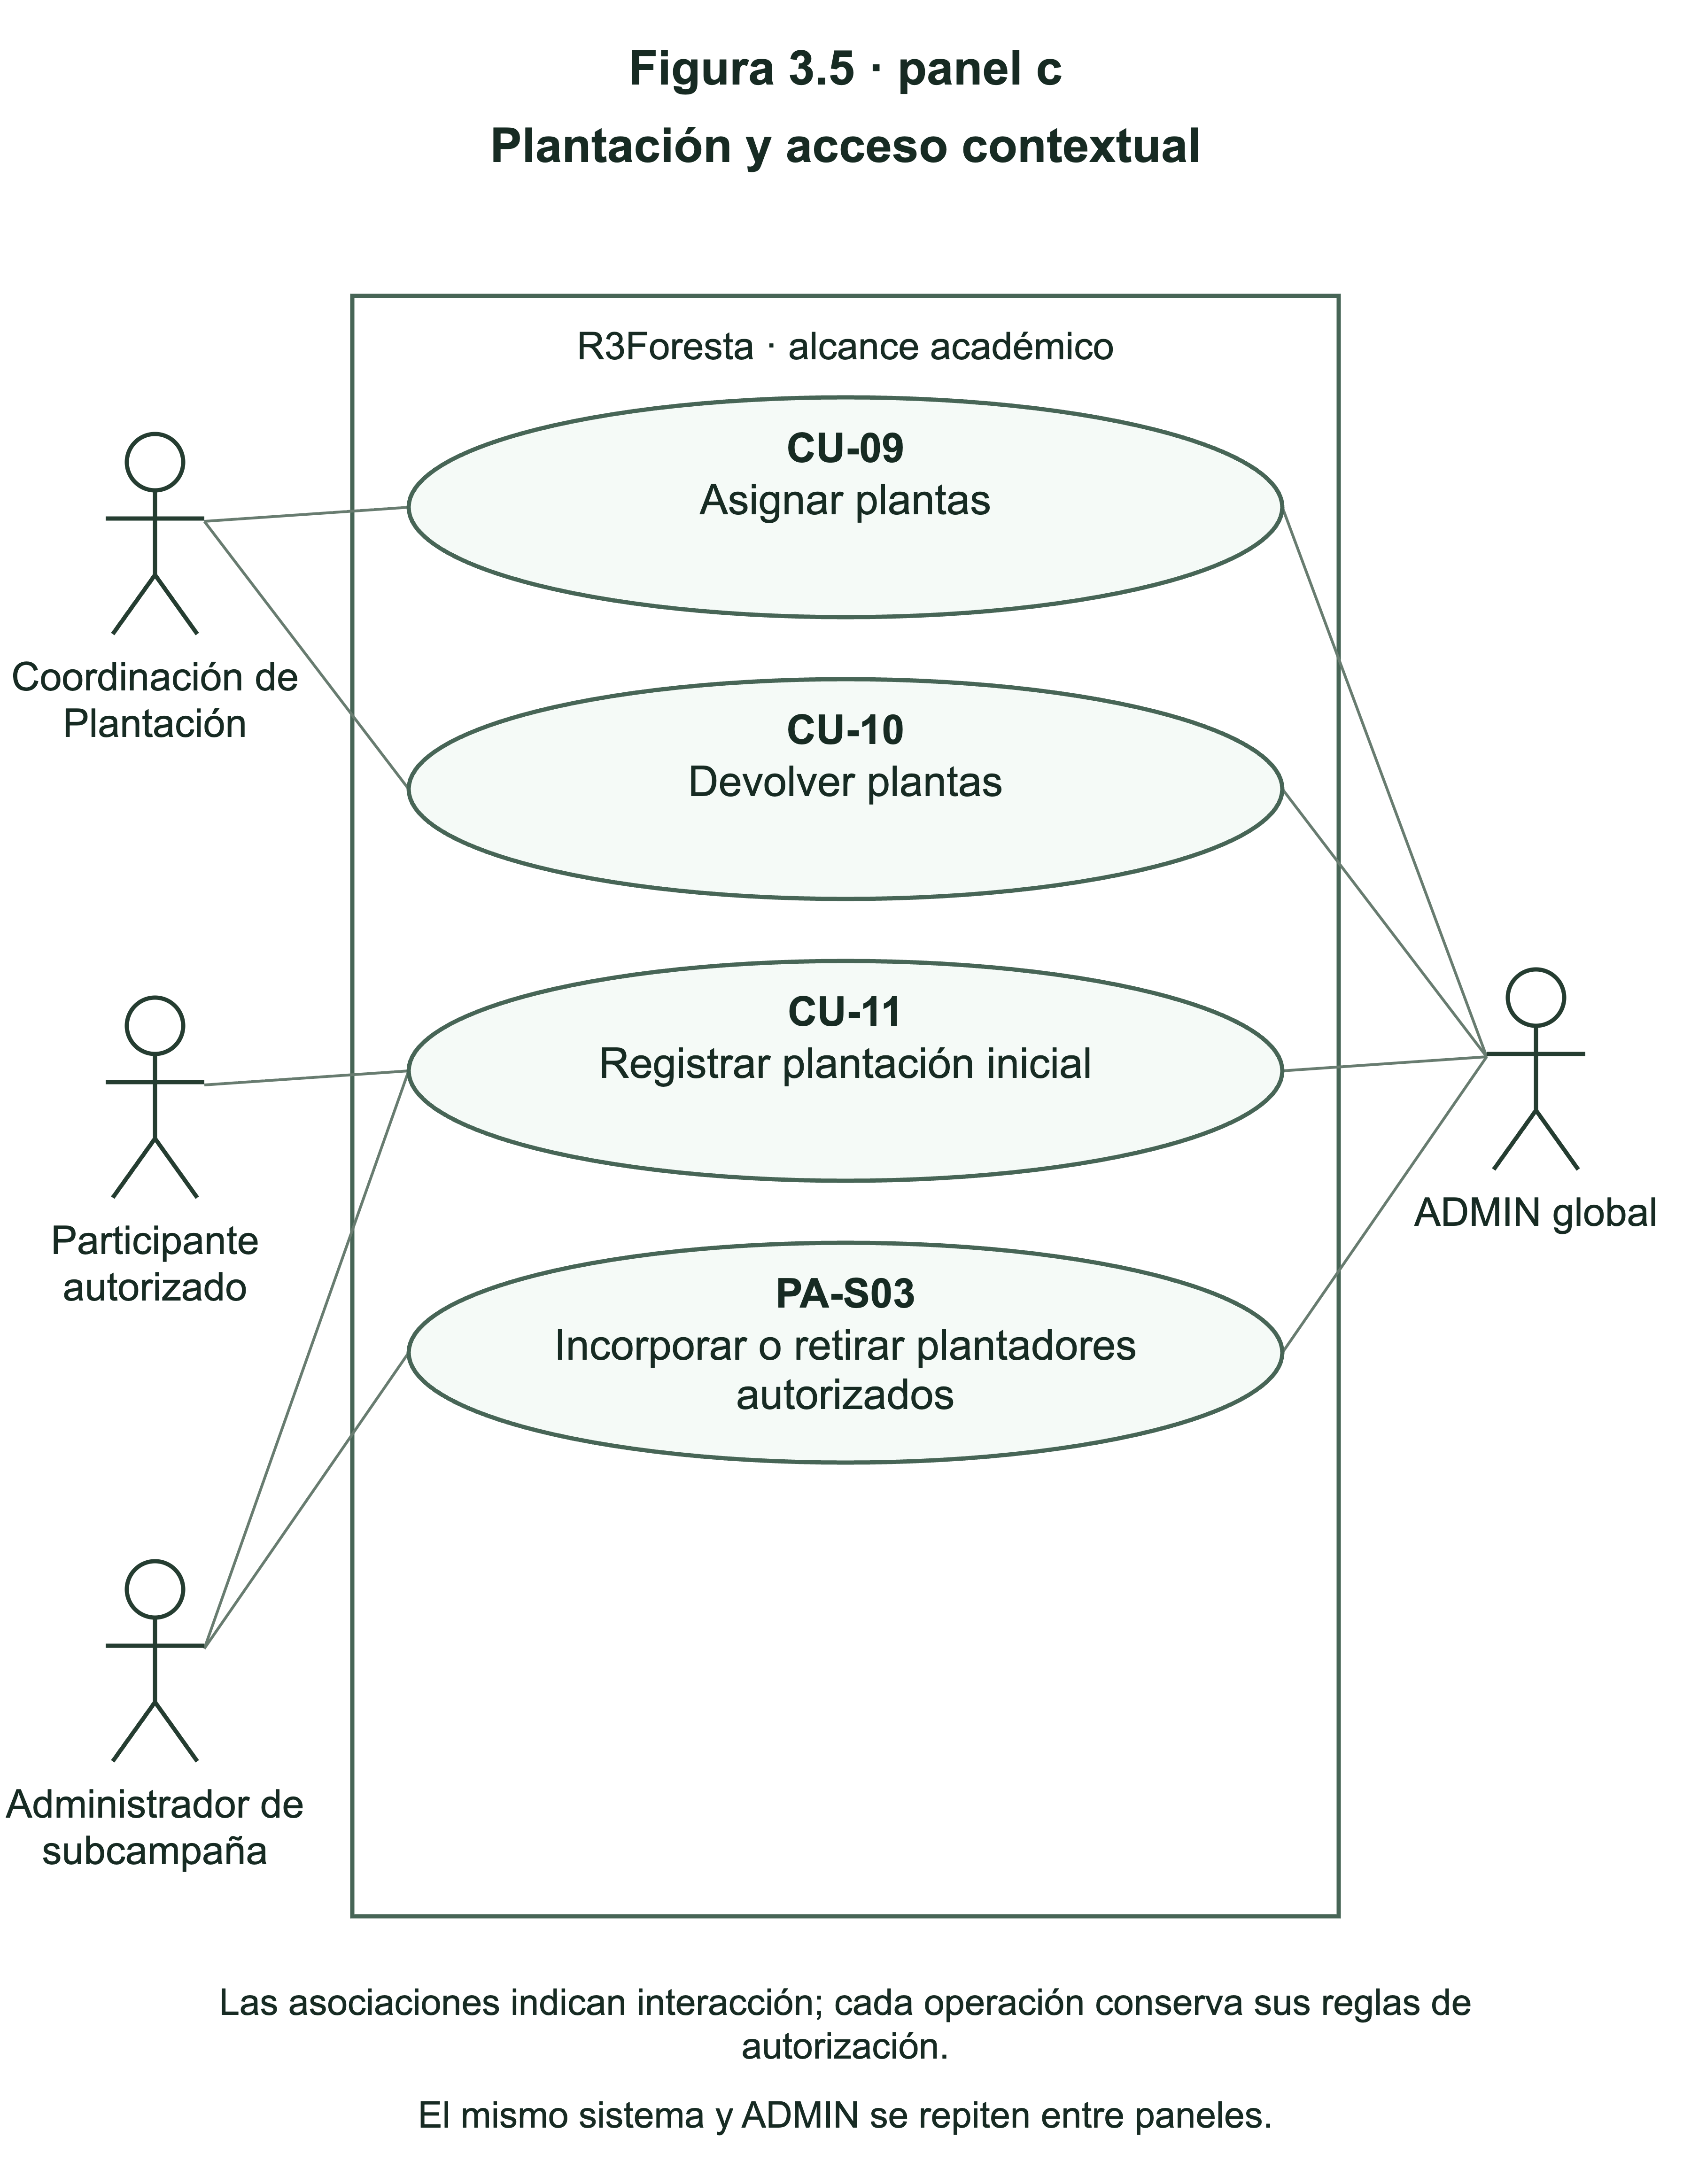 Figura 3.5 · panel c
Plantación y acceso contextual
R3Foresta · alcance académico
CU-09
Asignar plantas
Coordinación de
Plantación
CU-10
Devolver plantas
CU-11
Registrar plantación inicial
Participante
autorizado
ADMIN global
PA-S03
Incorporar o retirar plantadores
autorizados
Administrador de
subcampaña
Las asociaciones indican interacción; cada operación conserva sus reglas de
autorización.
El mismo sistema y ADMIN se repiten entre paneles.